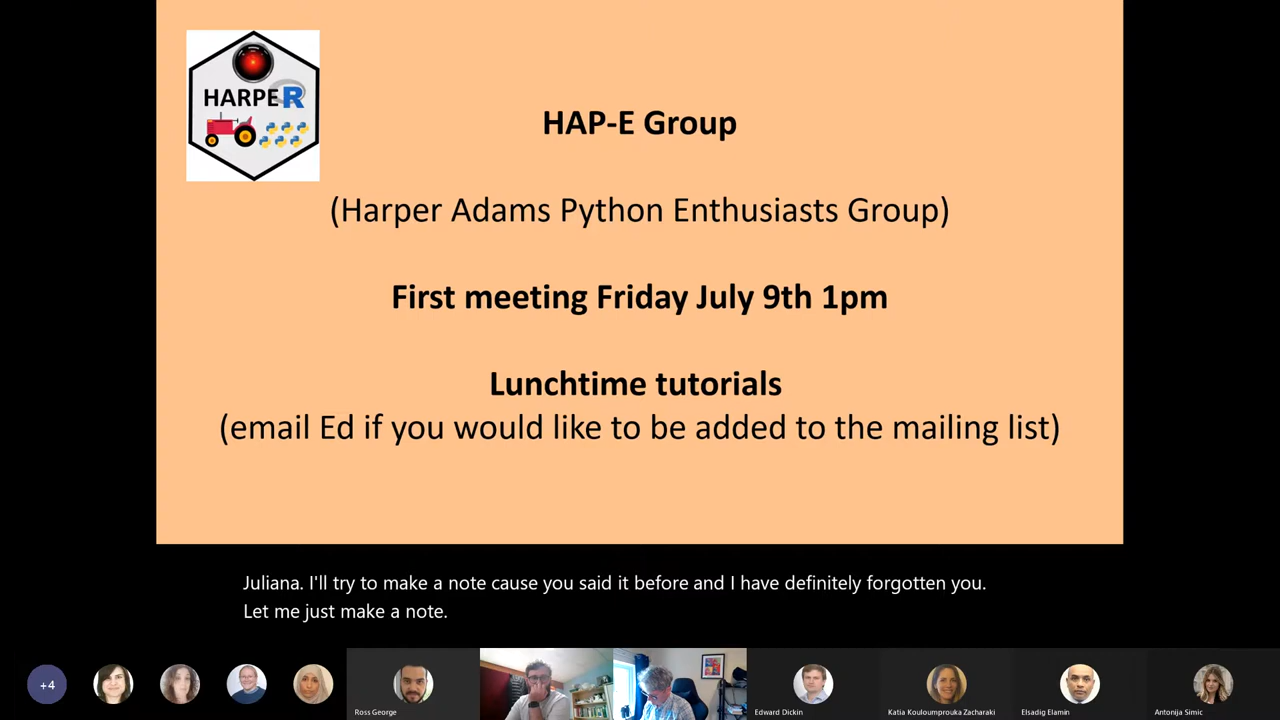 HARPER
HAP-E Group
(Harper Adams Python Enthusiasts Group)
First meeting Friday July 9th 1pm
Lunchtime tutorials
(email Ed if you would like to be added to the mailing list)
Juliana. I'll try to make a note cause you said it before and I have definitely forgotten you.
Let me just make a note.
+4
Ross George
Edward Dickin
Katia Kouloumprouka Zacharaki
Elsadig Elamin
Antonija Simic